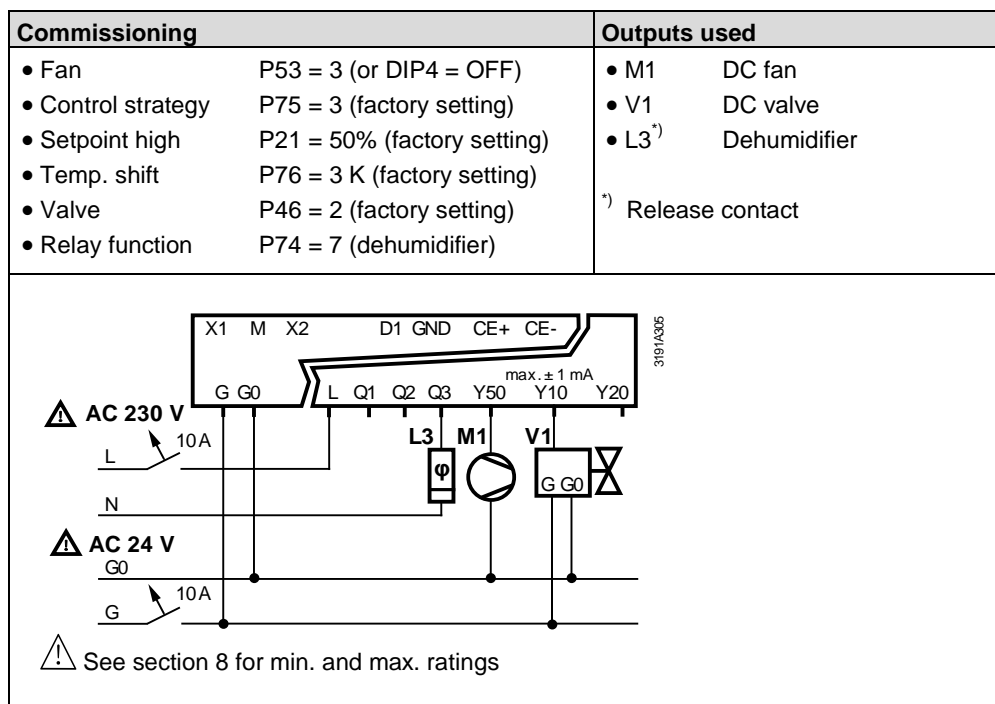 Commissioning
Outputs used
• Fan P53 = 3 (or DIP4 = OFF)
• Control strategy P75 = 3 (factory setting)
• Setpoint high P21 = 50% (factory setting)
• Temp. shift P76 = 3 K (factory setting)
• Valve P46 = 2 (factory setting)
• Relay function P74 = 7 (dehumidifier)
• M1 DC fan
• V1 DC valve
• L3*) Dehumidifier
*) Release contact
X1 M X2 D1 GND CE+ CE-
3191A305
max. ± 1 mA
G G0 L Q1 Q2 Q3 Y50 Y10 Y20
AC 230 V
L3 M1 V1
10A
L
φ
G G0
N
AC 24 V
G0
10A
G
See section 8 for min. and max. ratings